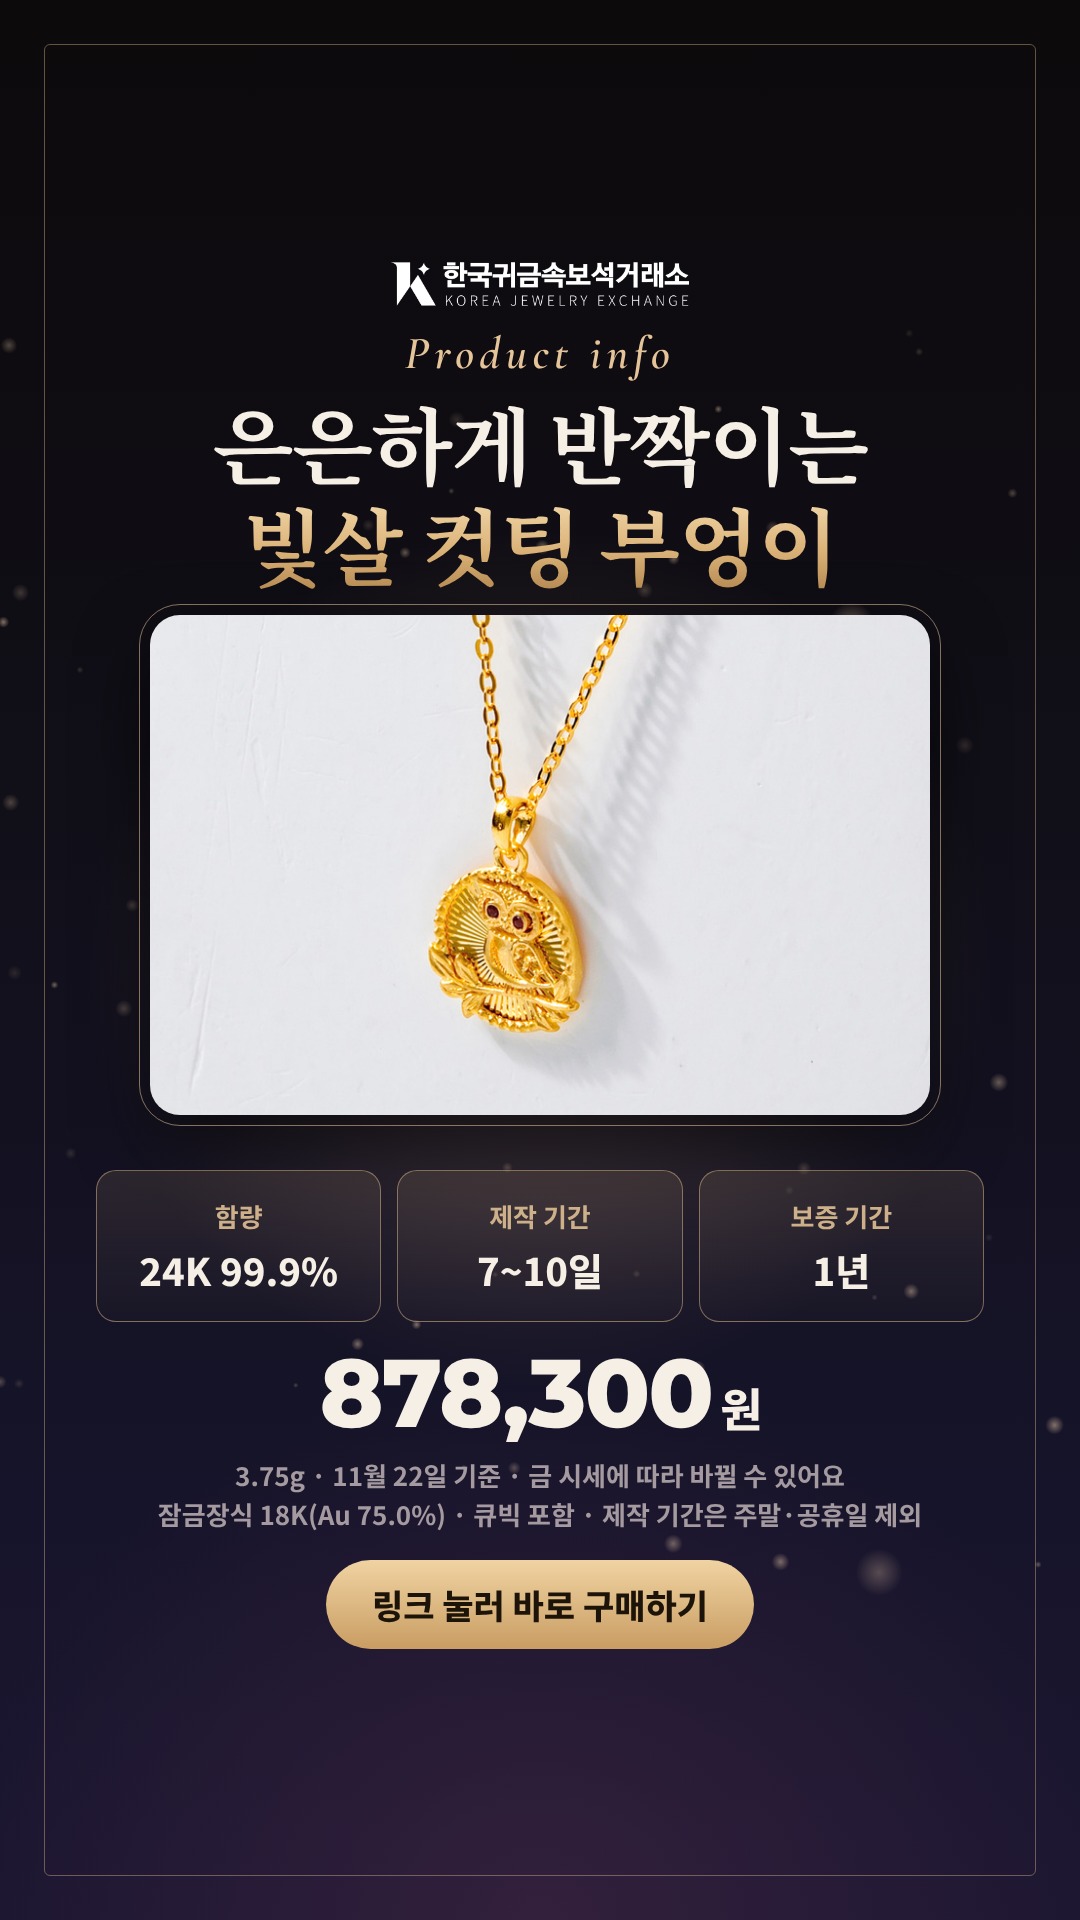 한국귀금속보석거래소
KOREA JEWELRY EXCHANGE
Product info
은은하게 반짝이는
빛살 컷팅 부엉이
함량
24K 99.9%
제작 기간
7~10일
보증 기간
1년
878,300원
3.75g · 11월 22일 기준 · 금 시세에 따라 바뀔 수 있어요
잠금장식 18K(Au 75.0%) · 큐빅 포함 · 제작 기간은 주말·공휴일 제외
링크 눌러 바로 구매하기